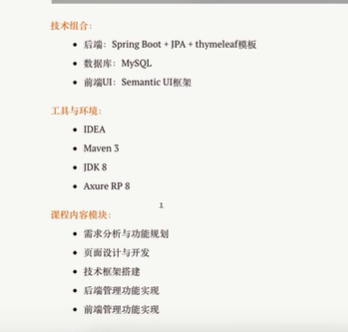 技术组合：
• 后端：Spring Boot + JPA + thymeleaf模板
• 数据库：MySQL
• 前端UI：Semantic UI框架
工具与环境：
• IDEA
• Maven 3
• JDK 8
• Axure RP 8
1
课程内容模块：
• 需求分析与功能规划
• 页面设计与开发
• 技术框架搭建
• 后端管理功能实现
• 前端管理功能实现